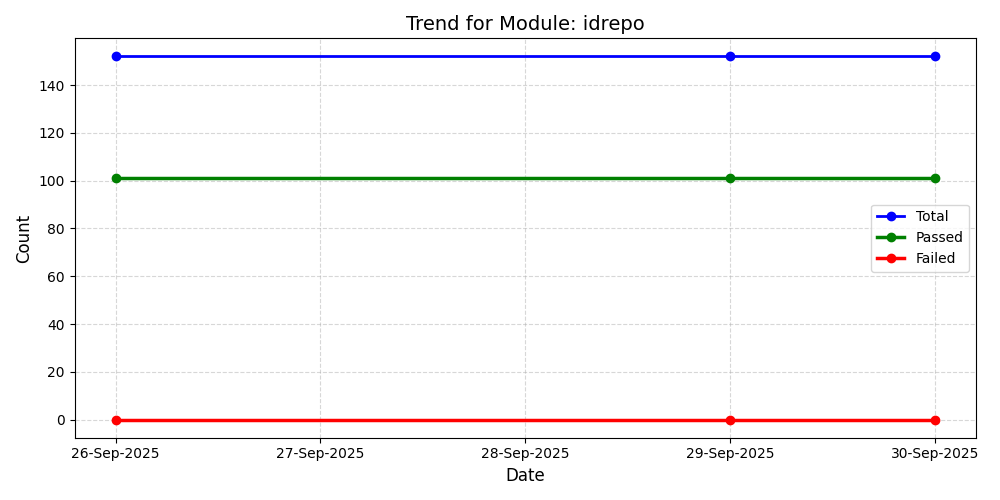 Trend for Module: idrepo
Count
140
120
100
80
60
40
20
0
Total
Passed
Failed
26-Sep-2025 27-Sep-2025 28-Sep-2025 29-Sep-2025 30-Sep-2025
Date